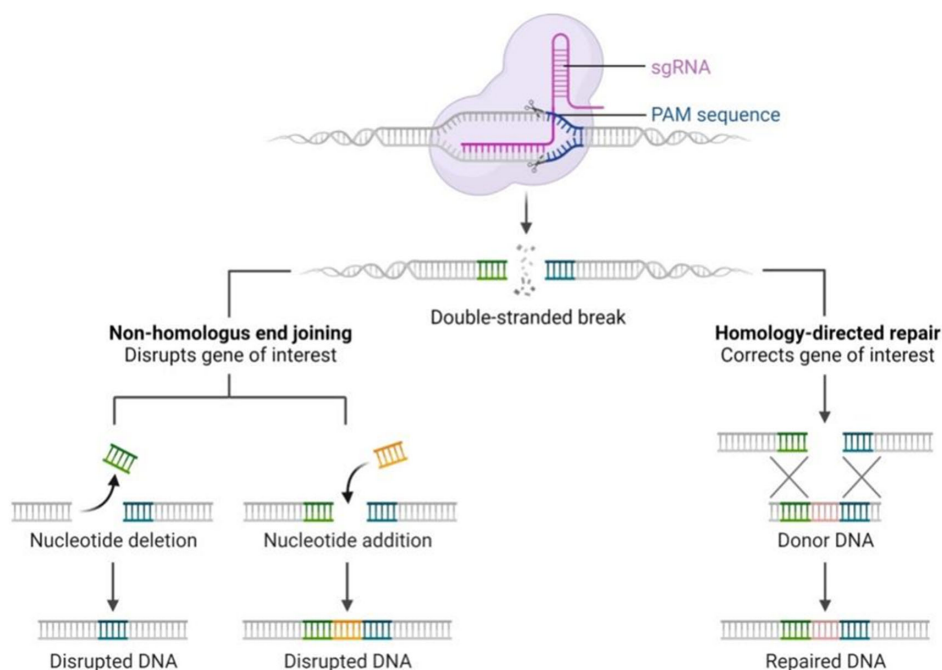 sgRNA
PAM sequence
Double-stranded break
Non-homologus end joining
Disrupts gene of interest
Homology-directed repair
Corrects gene of interest
Nucleotide deletion
Nucleotide addition
Donor DNA
Disrupted DNA
Disrupted DNA
Repaired DNA